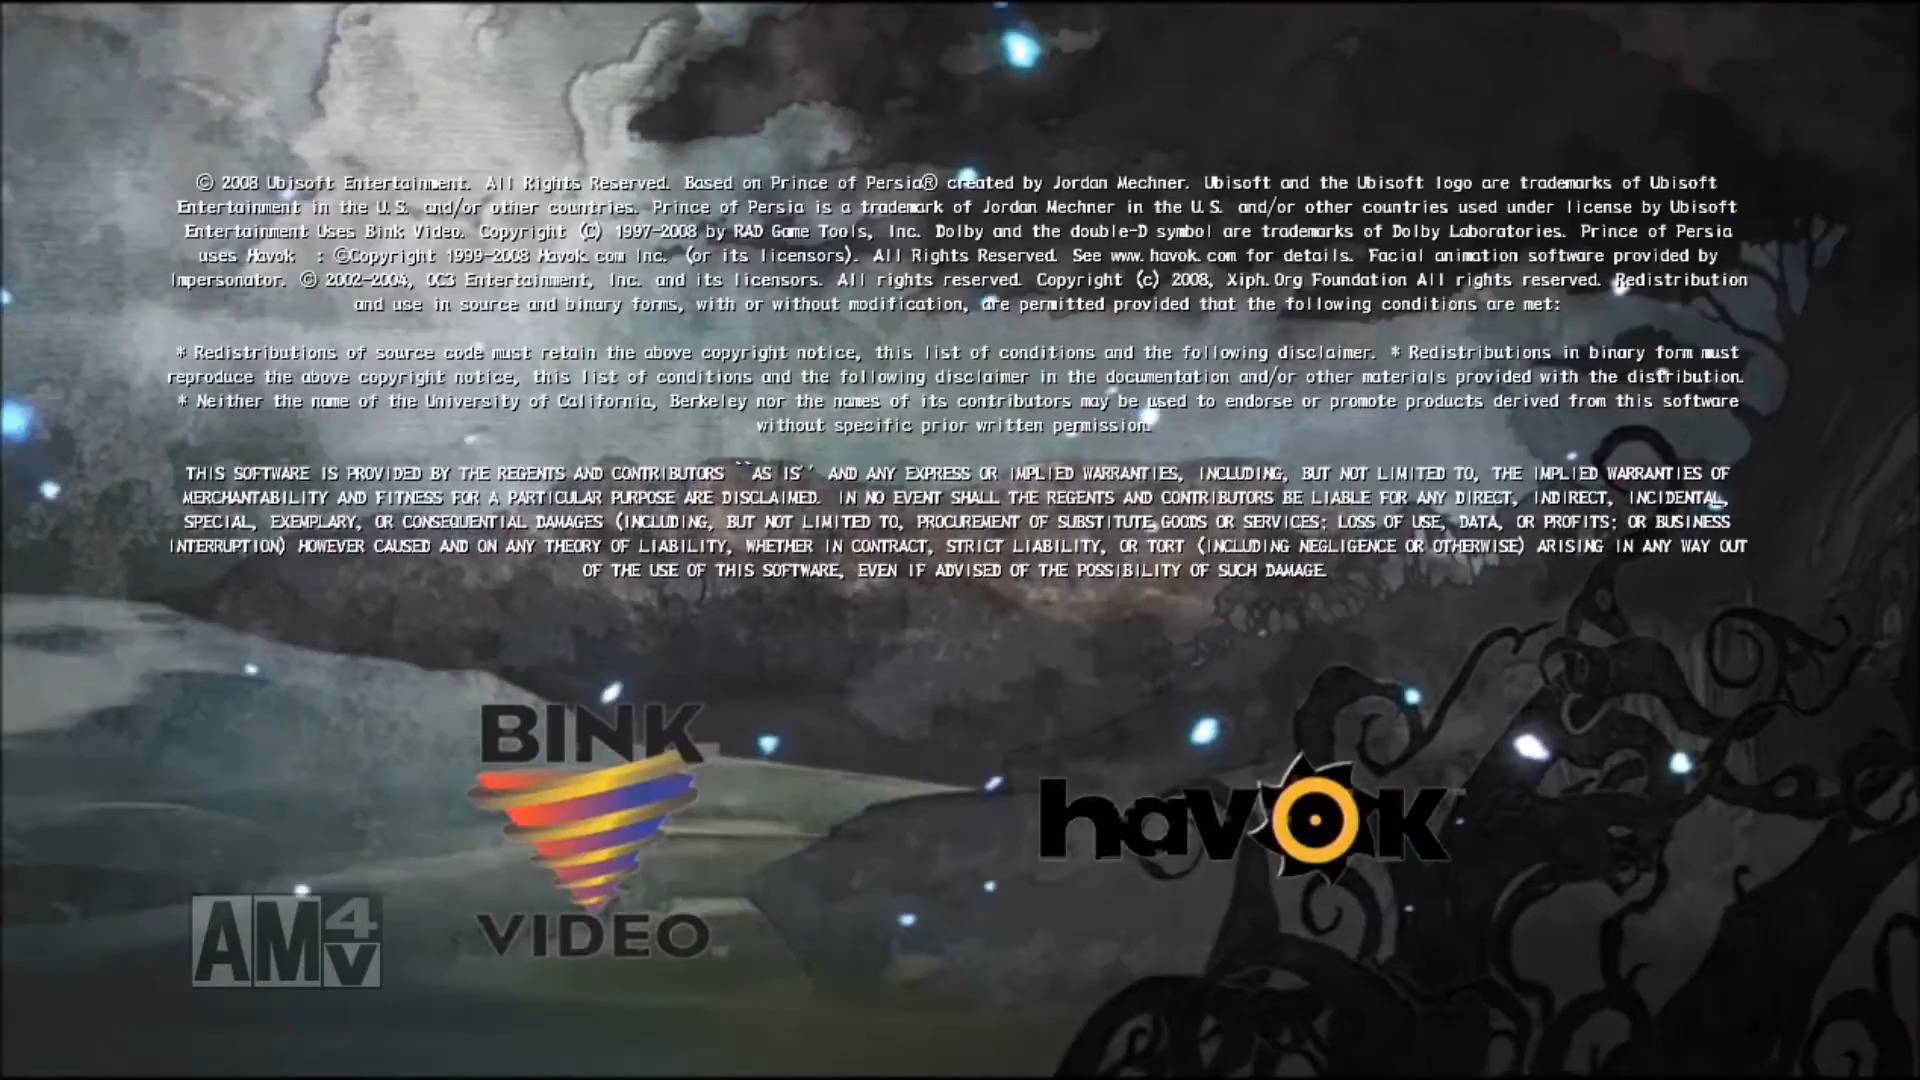 © 2008 Ubisoft Entertainment. All Rights Reserved. Based on Prince of Persia® created by Jordan Mechner. Ubisoft and the Ubisoft logo are trademarks of Ubisoft
Entertainment in the U.S. and/or other countries. Prince of Persia is a trademark of Jordan Mechner in the U.S. and/or other countries used under license by Ubisoft
Entertainment Uses Bink Video. Copyright (C) 1997-2008 by RAD Game Tools, Inc. Dolby and the double-D symbol are trademarks of Dolby Laboratories. Prince of Persia
uses Havok : ©Copyright 1999-2008 Havok.com Inc. (or its licensors). All Rights Reserved. See www.havok.com for details. Facial animation software provided by
Impersonator. © 2002-2004, OC3 Entertainment, Inc. and its licensors. All rights reserved. Copyright (c) 2008, Xiph.Org Foundation All rights reserved. Redistribution
and use in source and binary forms, with or without modification, are permitted provided that the following conditions are met:
* Redistributions of source code must retain the above copyright notice, this list of conditions and the following disclaimer. * Redistributions in binary form must
reproduce the above copyright notice, this list of conditions and the following disclaimer in the documentation and/or other materials provided with the distribution.
* Neither the name of the University of California, Berkeley nor the names of its contributors may be used to endorse or promote products derived from this software
without specific prior written permission.
THIS SOFTWARE IS PROVIDED BY THE REGENTS AND CONTRIBUTORS ``AS IS'' AND ANY EXPRESS OR IMPLIED WARRANTIES, INCLUDING, BUT NOT LIMITED TO, THE IMPLIED WARRANTIES OF
MERCHANTABILITY AND FITNESS FOR A PARTICULAR PURPOSE ARE DISCLAIMED. IN NO EVENT SHALL THE REGENTS AND CONTRIBUTORS BE LIABLE FOR ANY DIRECT, INDIRECT, INCIDENTAL,
SPECIAL, EXEMPLARY, OR CONSEQUENTIAL DAMAGES (INCLUDING, BUT NOT LIMITED TO, PROCUREMENT OF SUBSTITUTE GOODS OR SERVICES; LOSS OF USE, DATA, OR PROFITS; OR BUSINESS
INTERRUPTION) HOWEVER CAUSED AND ON ANY THEORY OF LIABILITY, WHETHER IN CONTRACT, STRICT LIABILITY, OR TORT (INCLUDING NEGLIGENCE OR OTHERWISE) ARISING IN ANY WAY OUT
OF THE USE OF THIS SOFTWARE, EVEN IF ADVISED OF THE POSSIBILITY OF SUCH DAMAGE.
BINK
VIDEO
havok
AM4V